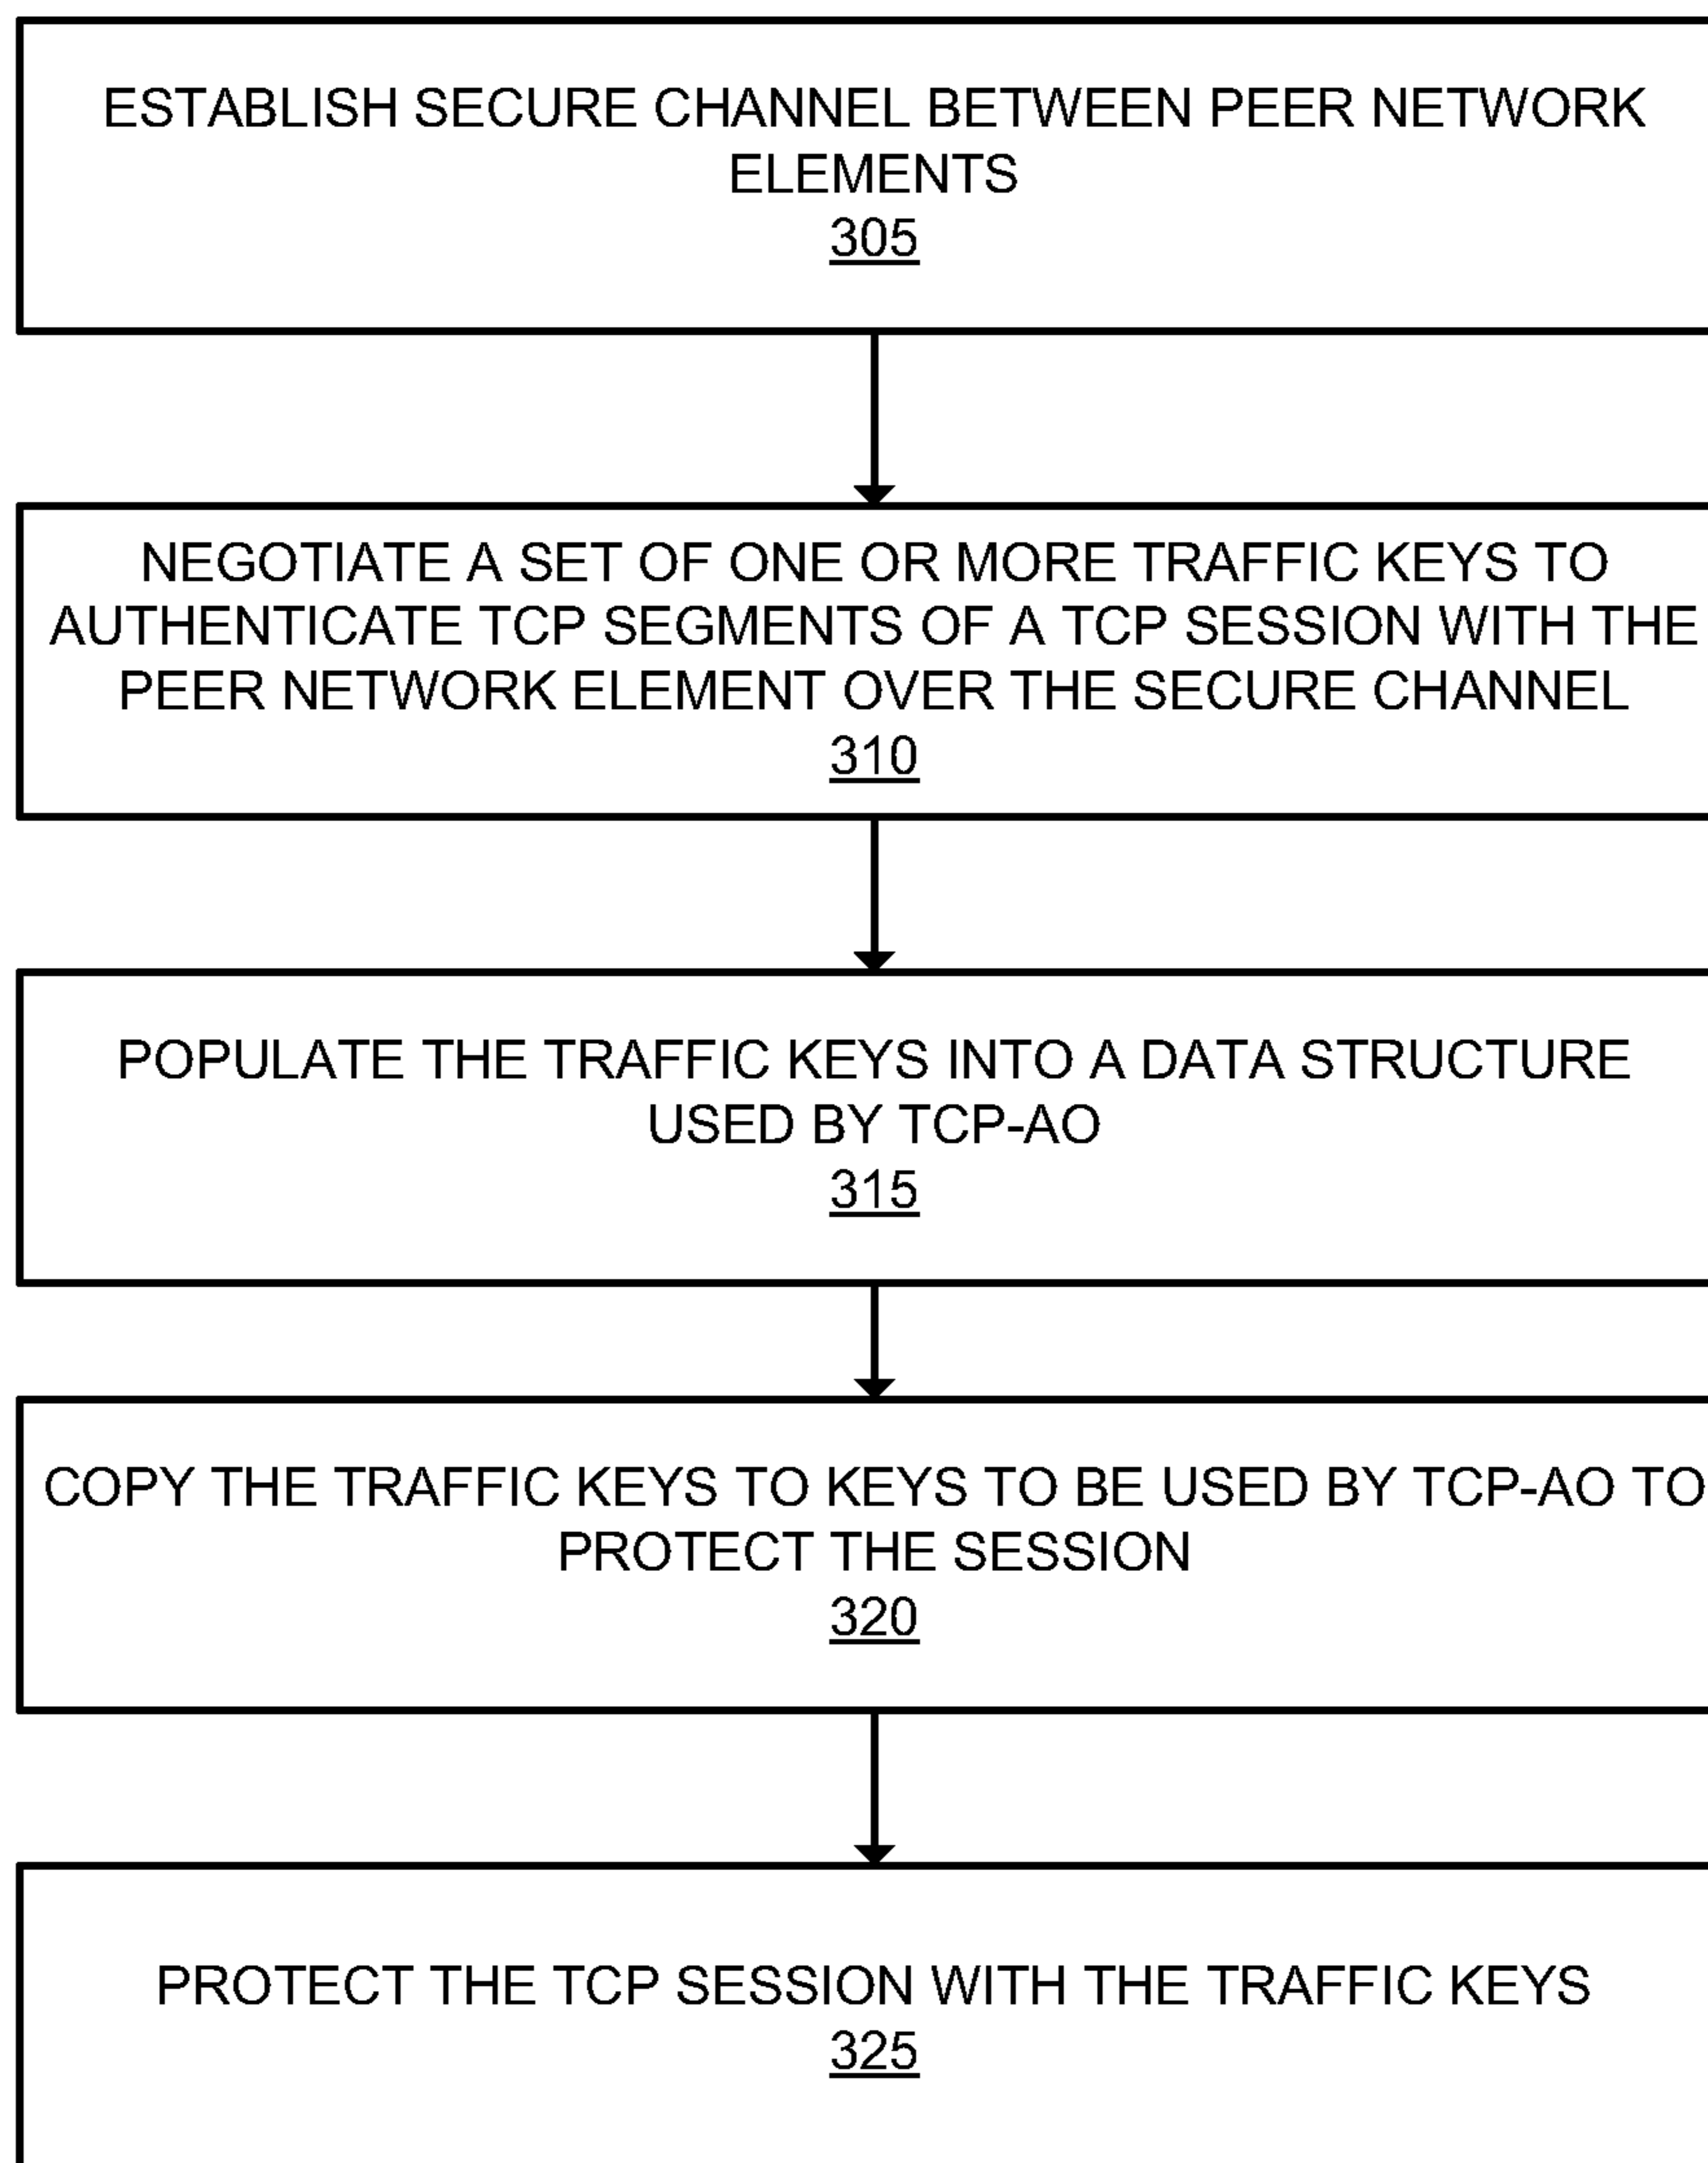 ESTABLISH SECURE CHANNEL BETWEEN PEER NETWORK
ELEMENTS
305
NEGOTIATE A SET OF ONE OR MORE TRAFFIC KEYS TO
AUTHENTICATE TCP SEGMENTS OF A TCP SESSION WITH THE
PEER NETWORK ELEMENT OVER THE SECURE CHANNEL
310
POPULATE THE TRAFFIC KEYS INTO A DATA STRUCTURE
USED BY TCP-AO
315
COPY THE TRAFFIC KEYS TO KEYS TO BE USED BY TCP-AO TO
PROTECT THE SESSION
320
PROTECT THE TCP SESSION WITH THE TRAFFIC KEYS
325